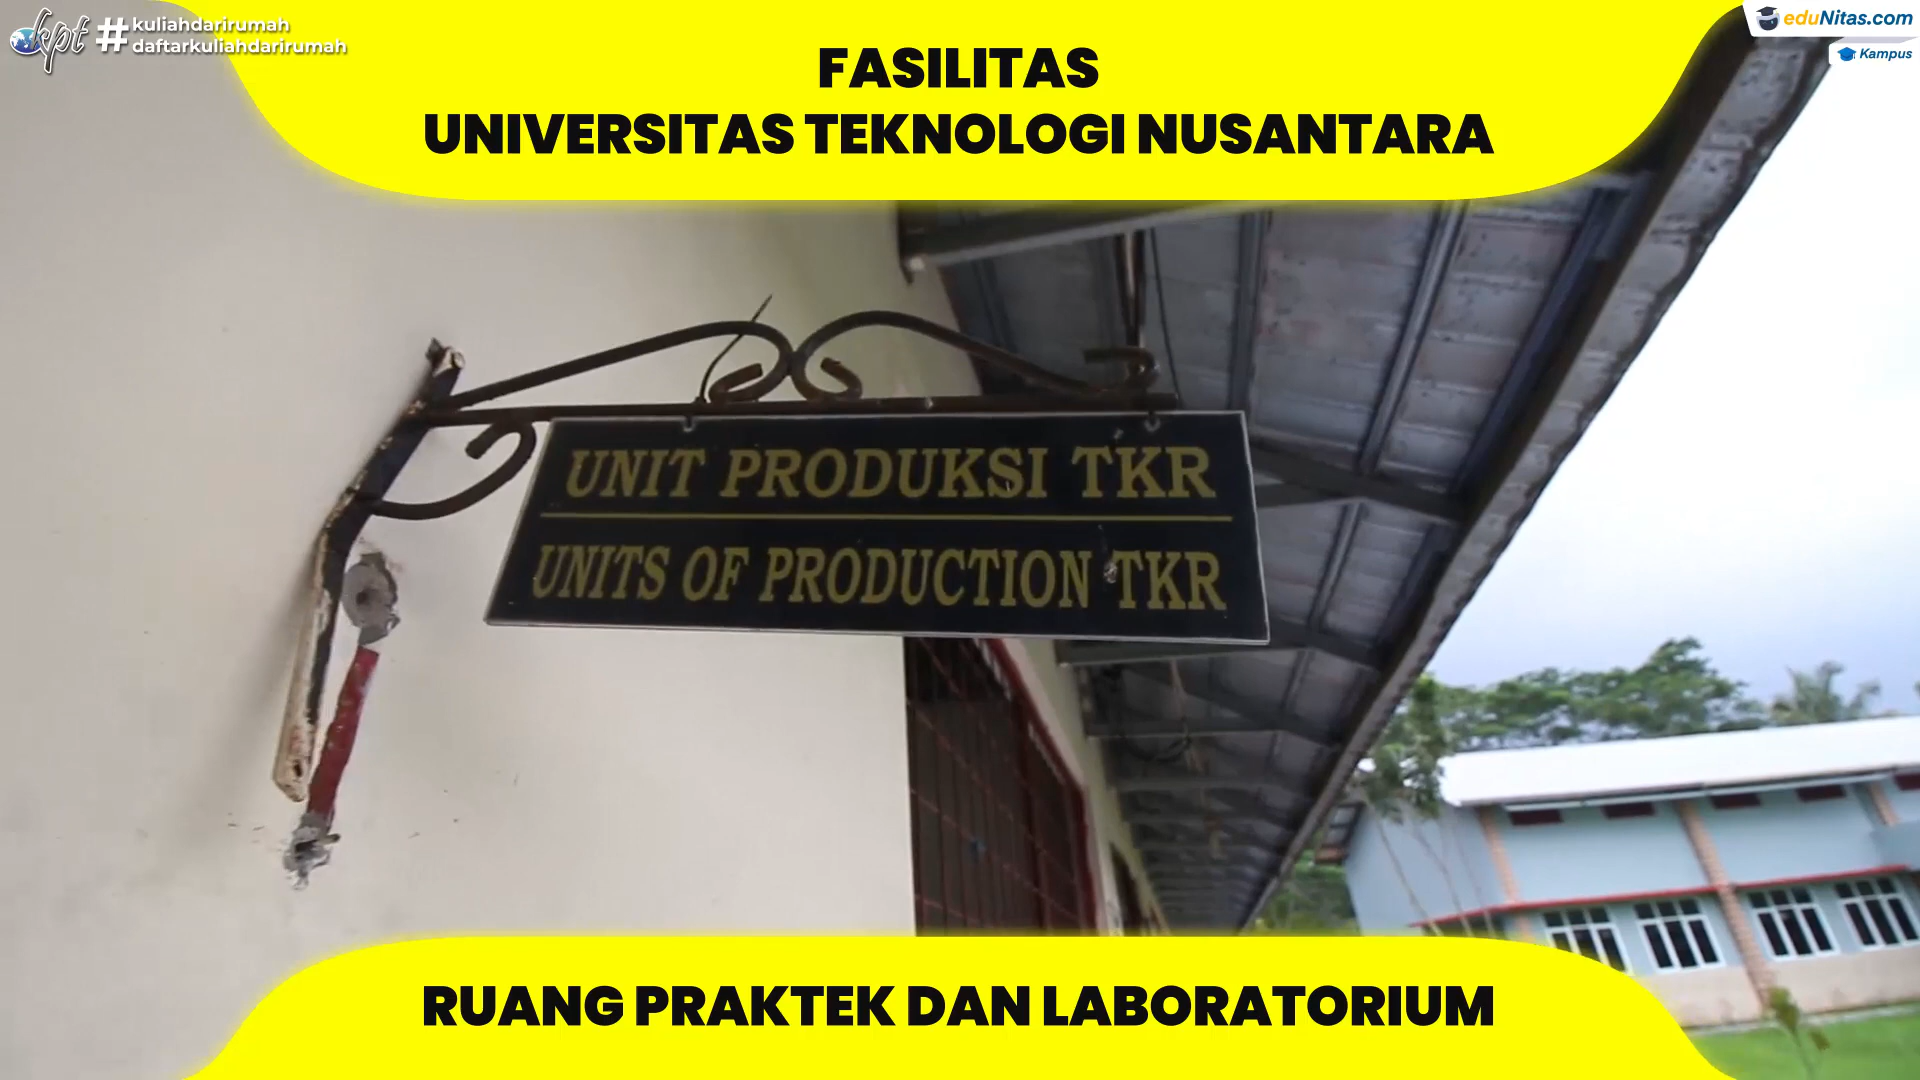 kpt #kuliahdarirumah
daftarkuliahdarirumah
eduNitas.com
Kampus
FASILITAS
UNIVERSITAS TEKNOLOGI NUSANTARA
UNIT PRODUKSI TKR
UNITS OF PRODUCTION TKR
RUANG PRAKTEK DAN LABORATORIUM